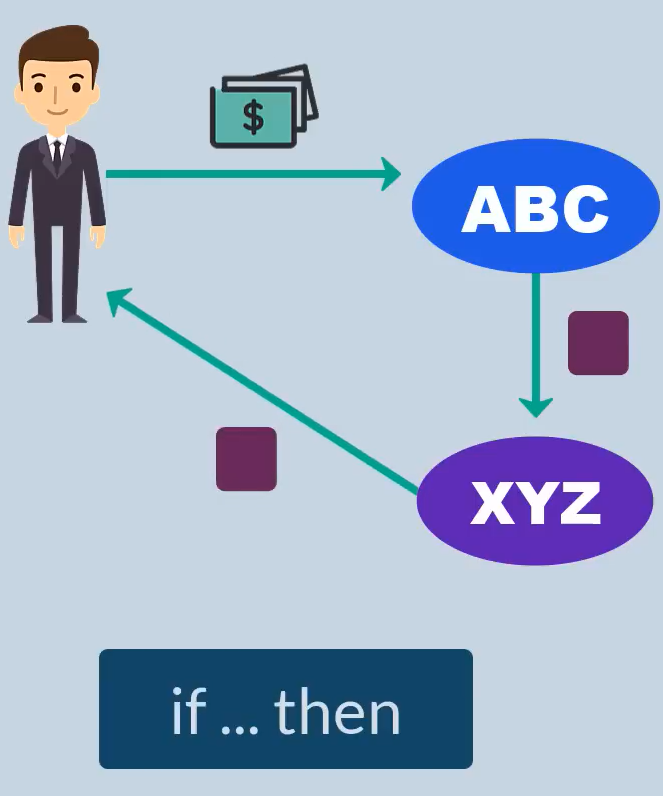 $
ABC
XYZ
if ... then